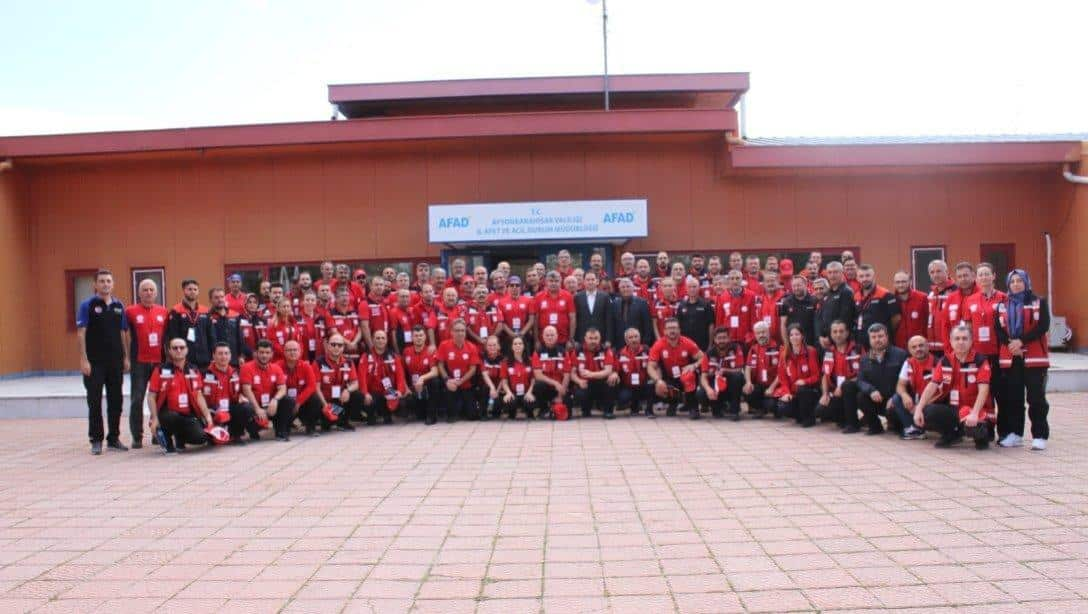 AFAD
T.C.
AFYONKARAHİSAR VALİLİĞİ
İL AFET VE ACİL DURUM MÜDÜRLÜĞÜ
AFAD